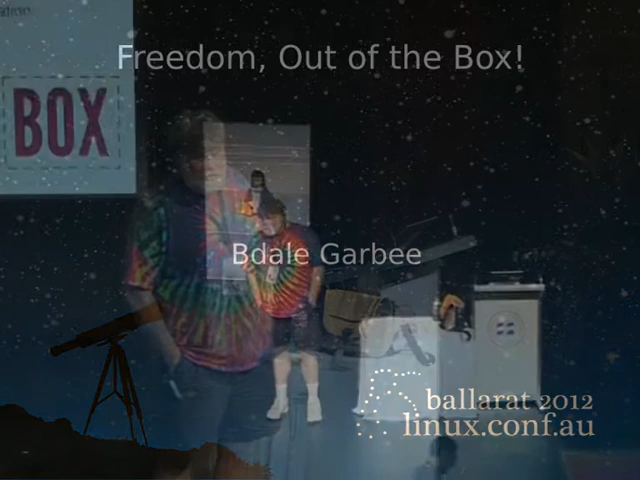 Freedom, Out of the Box!
BOX
Bdale Garbee
ballarat 2012
linux.conf.au